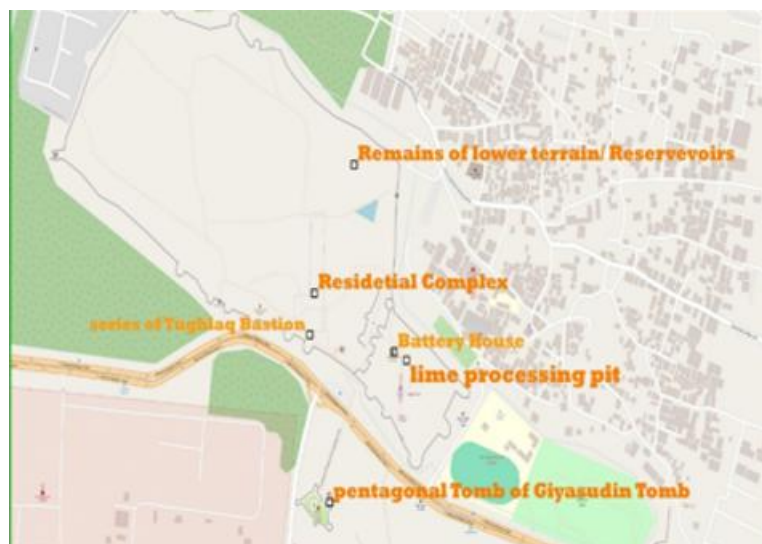 Remains of lower terrain/ Reservevoirs
Residetial Complex
series of Tughlaq Bastion
Battery House
lime processing pit
pentagonal Tomb of Giyasudin Tomb